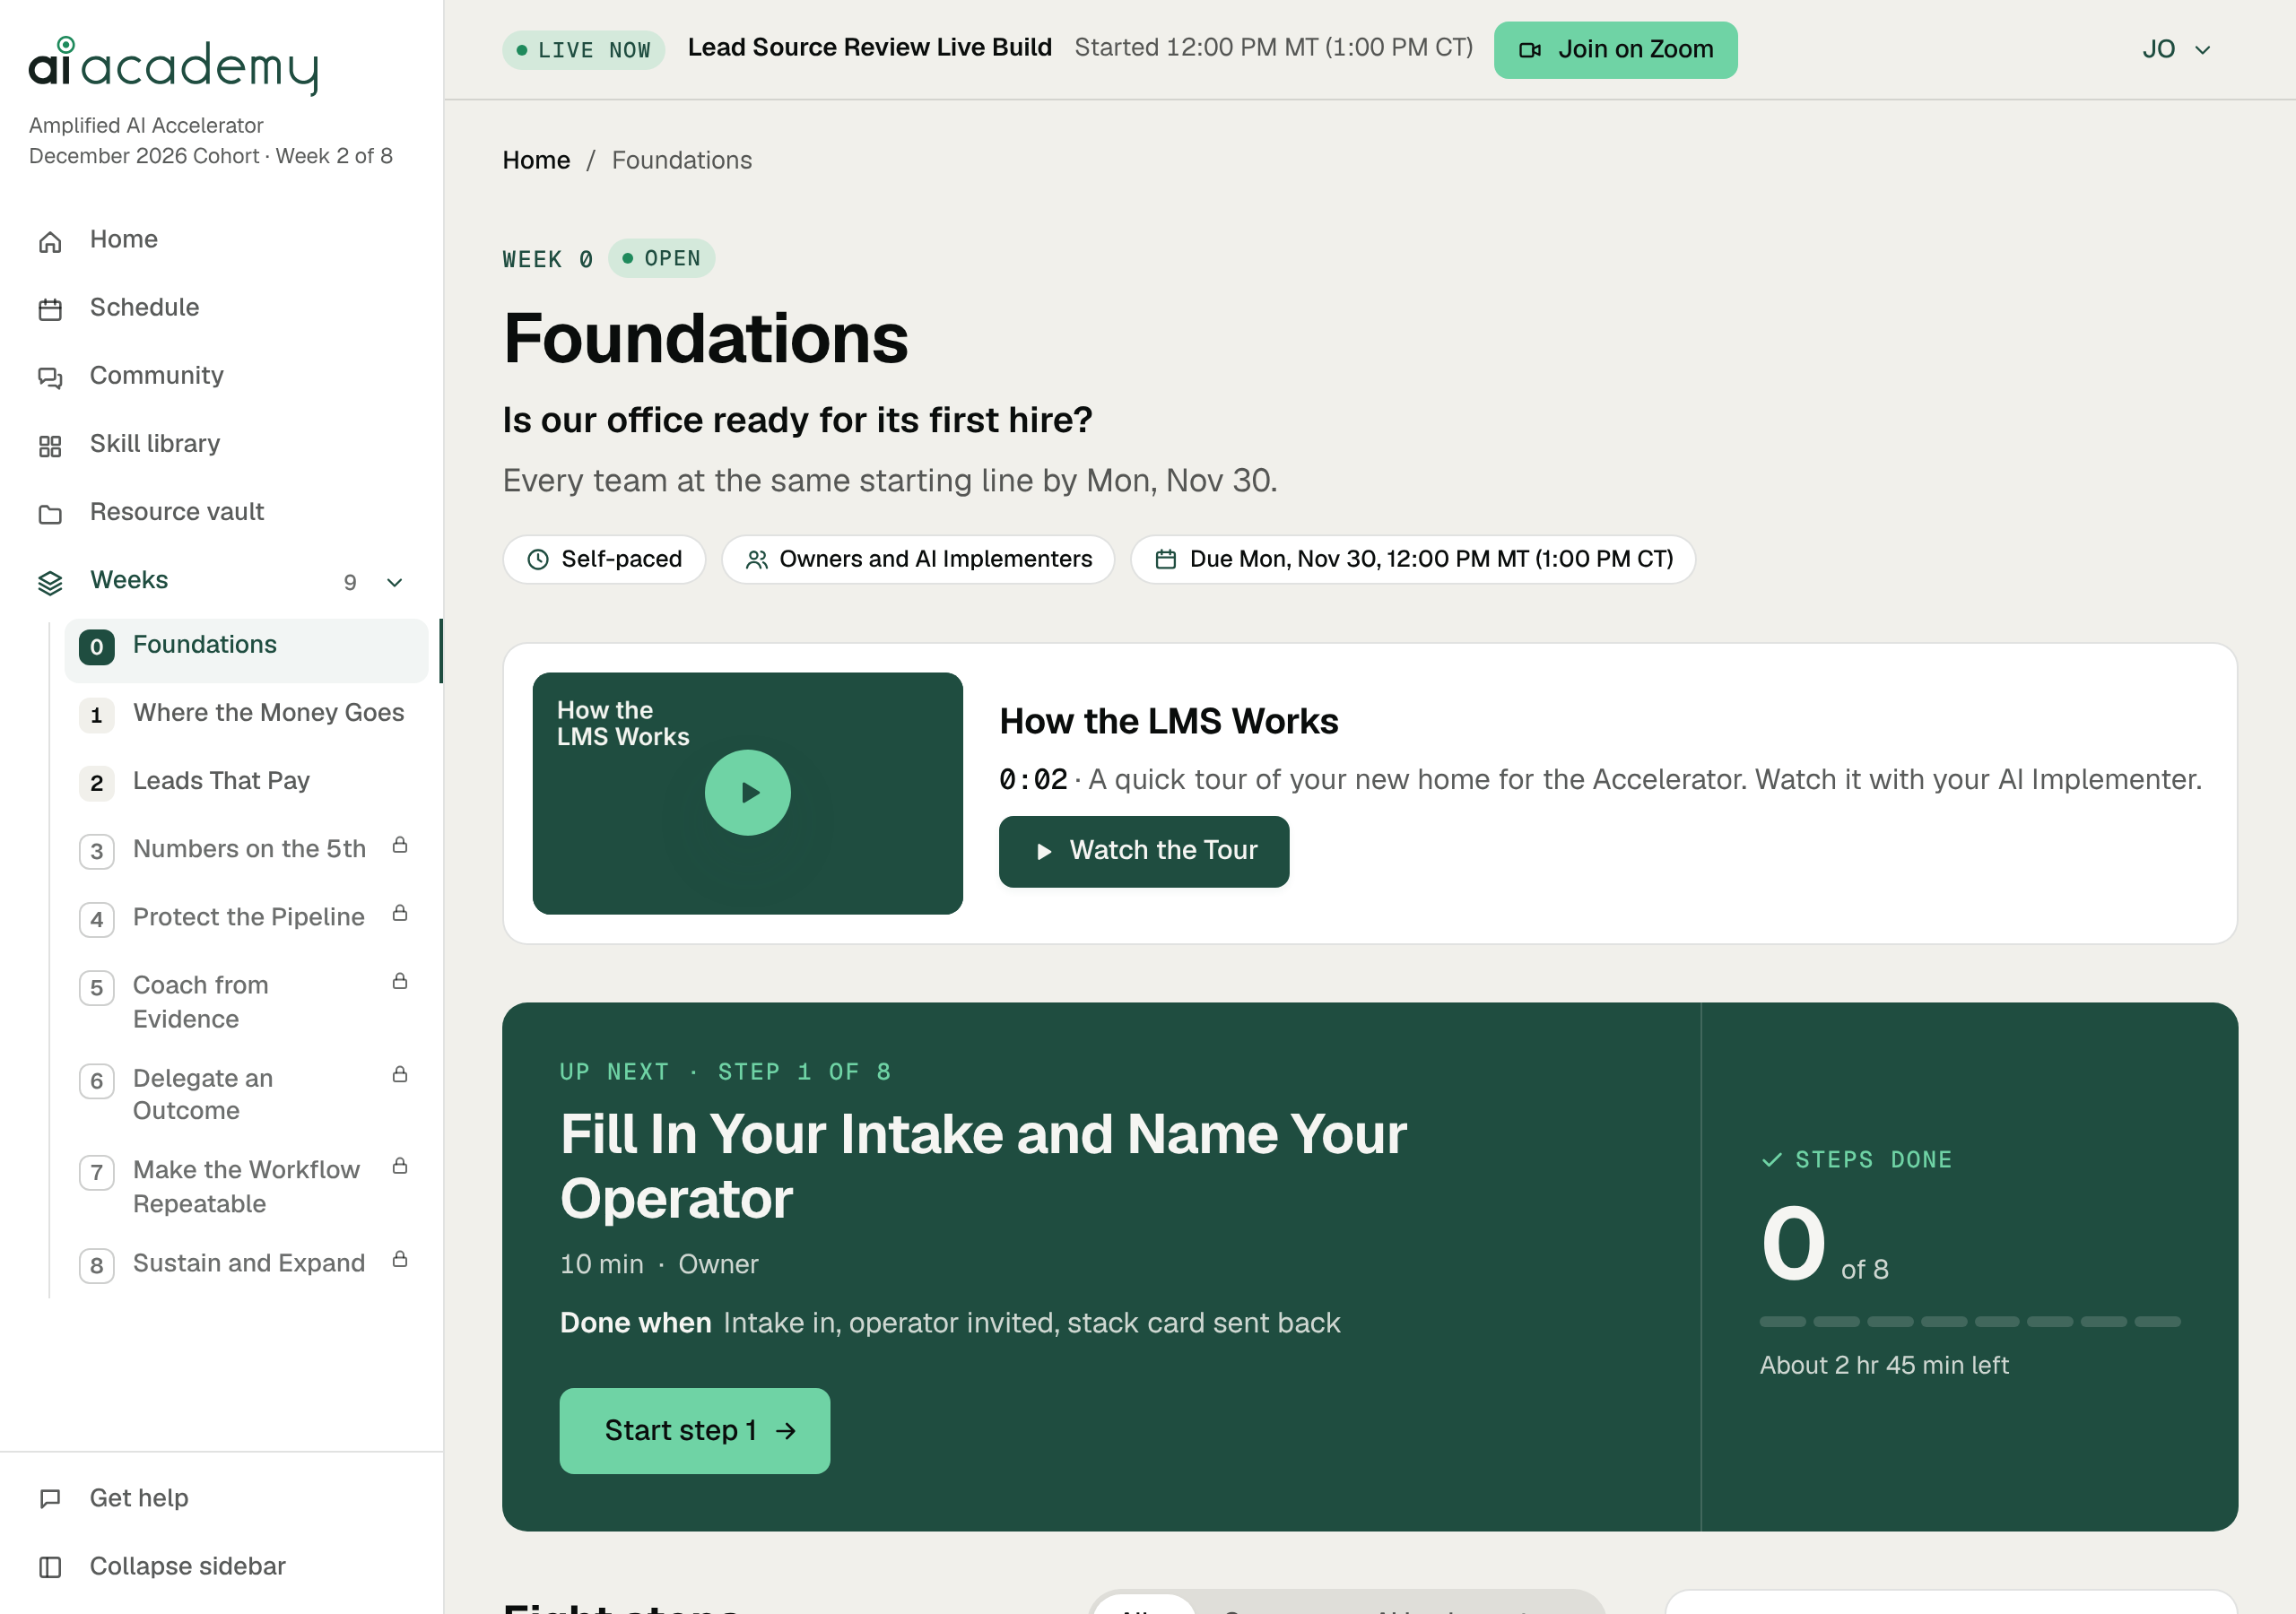 ai academy
Amplified AI Accelerator
December 2026 Cohort · Week 2 of 8
Home
Schedule
Community
Skill library
Resource vault
Weeks 9
0 Foundations
1 Where the Money Goes
2 Leads That Pay
3 Numbers on the 5th
4 Protect the Pipeline
5 Coach from
Evidence
6 Delegate an
Outcome
7 Make the Workflow
Repeatable
8 Sustain and Expand
Get help
Collapse sidebar
LIVE NOW Lead Source Review Live Build Started 12:00 PM MT (1:00 PM CT) Join on Zoom JO
Home / Foundations
WEEK 0 OPEN
Foundations
Is our office ready for its first hire?
Every team at the same starting line by Mon, Nov 30.
Self-paced Owners and AI Implementers Due Mon, Nov 30, 12:00 PM MT (1:00 PM CT)
How the
LMS Works
How the LMS Works
0:02 · A quick tour of your new home for the Accelerator. Watch it with your AI Implementer.
Watch the Tour
UP NEXT · STEP 1 OF 8
Fill In Your Intake and Name Your
Operator
10 min · Owner
Done when Intake in, operator invited, stack card sent back
Start step 1 →
STEPS DONE
0 of 8
About 2 hr 45 min left
Eight steps